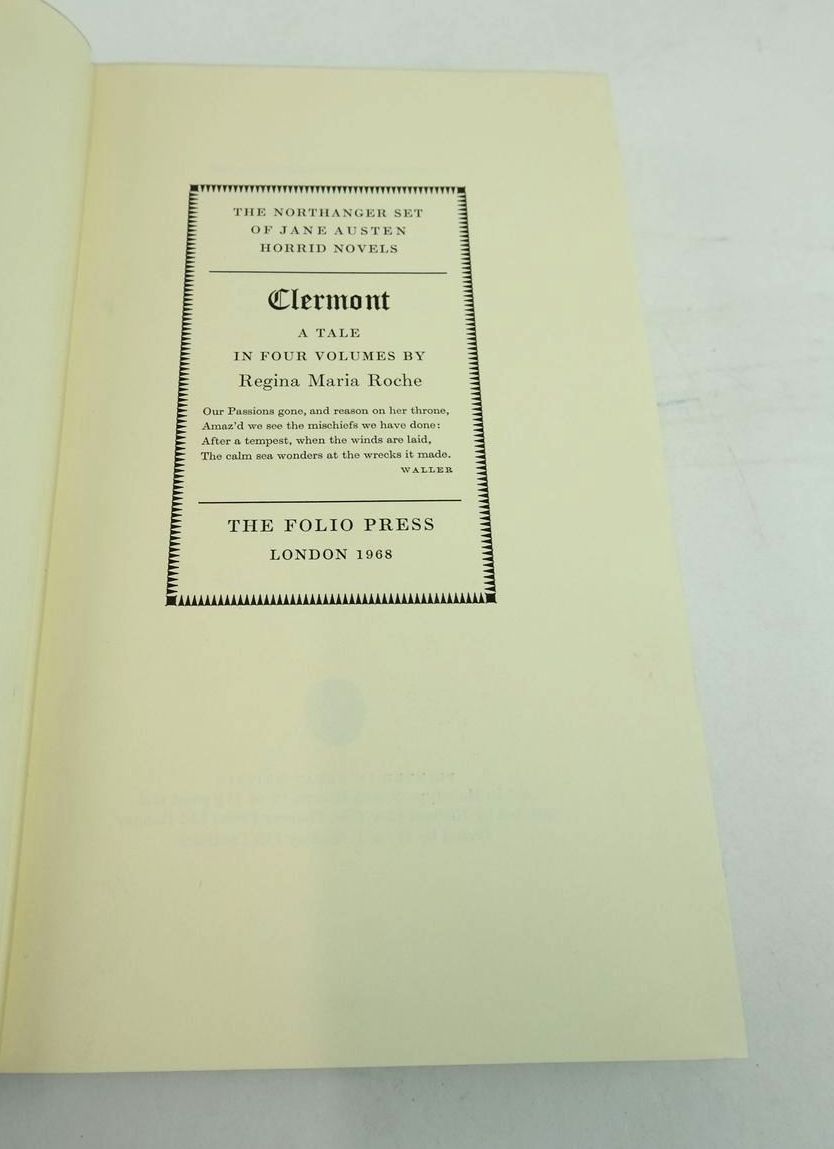 THE NORTHANGER SET
OF JANE AUSTEN
HORRID NOVELS
Clermont
A TALE
IN FOUR VOLUMES BY
Regina Maria Roche
Our Passions gone, and reason on her throne,
Amaz'd we see the mischiefs we have done:
After a tempest, when the winds are laid,
The calm sea wonders at the wrecks it made.
WALLER
THE FOLIO PRESS
LONDON 1968